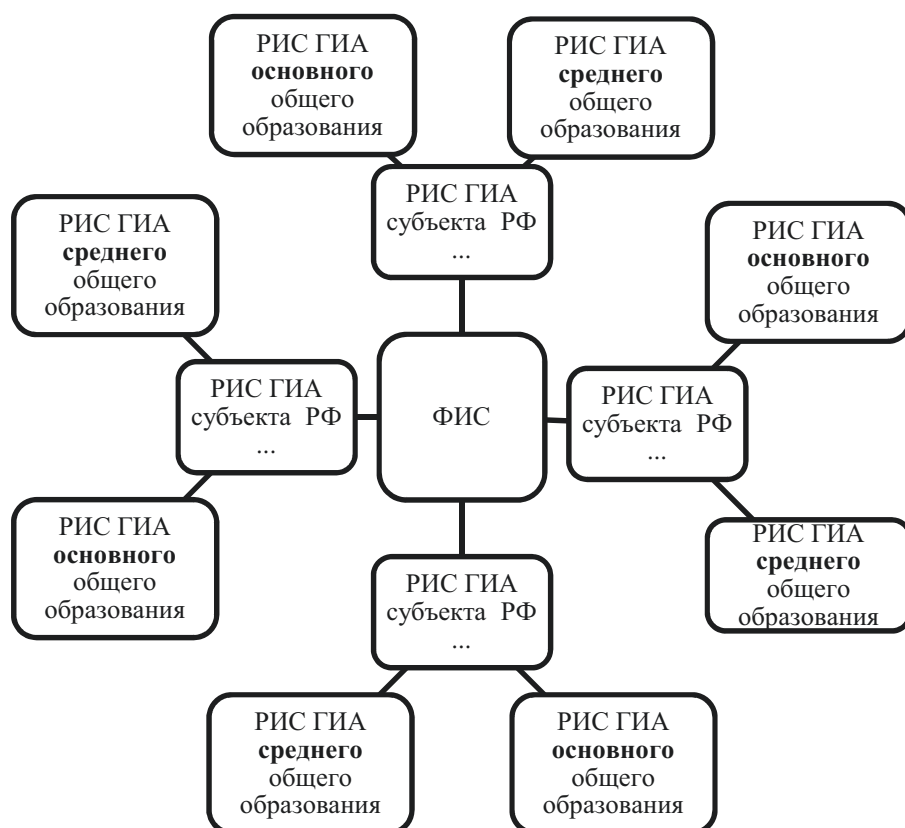 РИС ГИА
основного
общего
образования
РИС ГИА
среднего
общего
образования
РИС ГИА
субъекта РФ
...
РИС ГИА
среднего
общего
образования
РИС ГИА
основного
общего
образования
РИС ГИА
субъекта РФ
...
ФИС
РИС ГИА
субъекта РФ
...
РИС ГИА
основного
общего
образования
РИС ГИА
среднего
общего
образования
РИС ГИА
субъекта РФ
...
РИС ГИА
среднего
общего
образования
РИС ГИА
основного
общего
образования